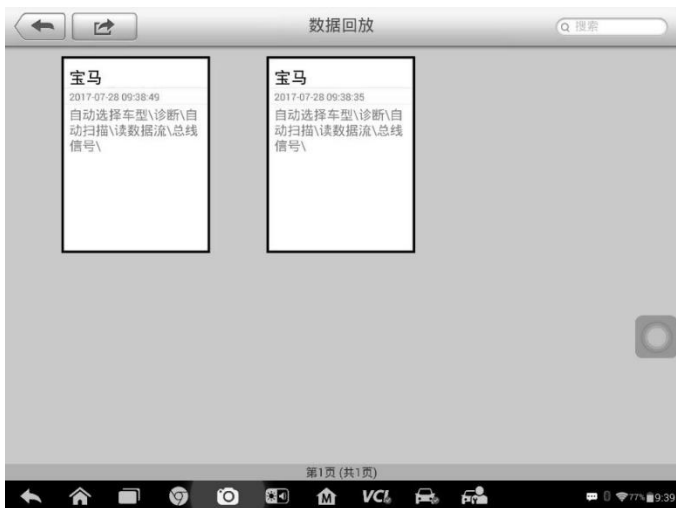 数据回放
搜索
宝马
2017-07-28 09:38:49
自动选择车型\诊断\自
动扫描\读数据流\总线
信号\
宝马
2017-07-28 09:38:35
自动选择车型\诊断\自
动扫描\读数据流\总线
信号\
第1页 (共1页)
M
VCI
77%
9:39